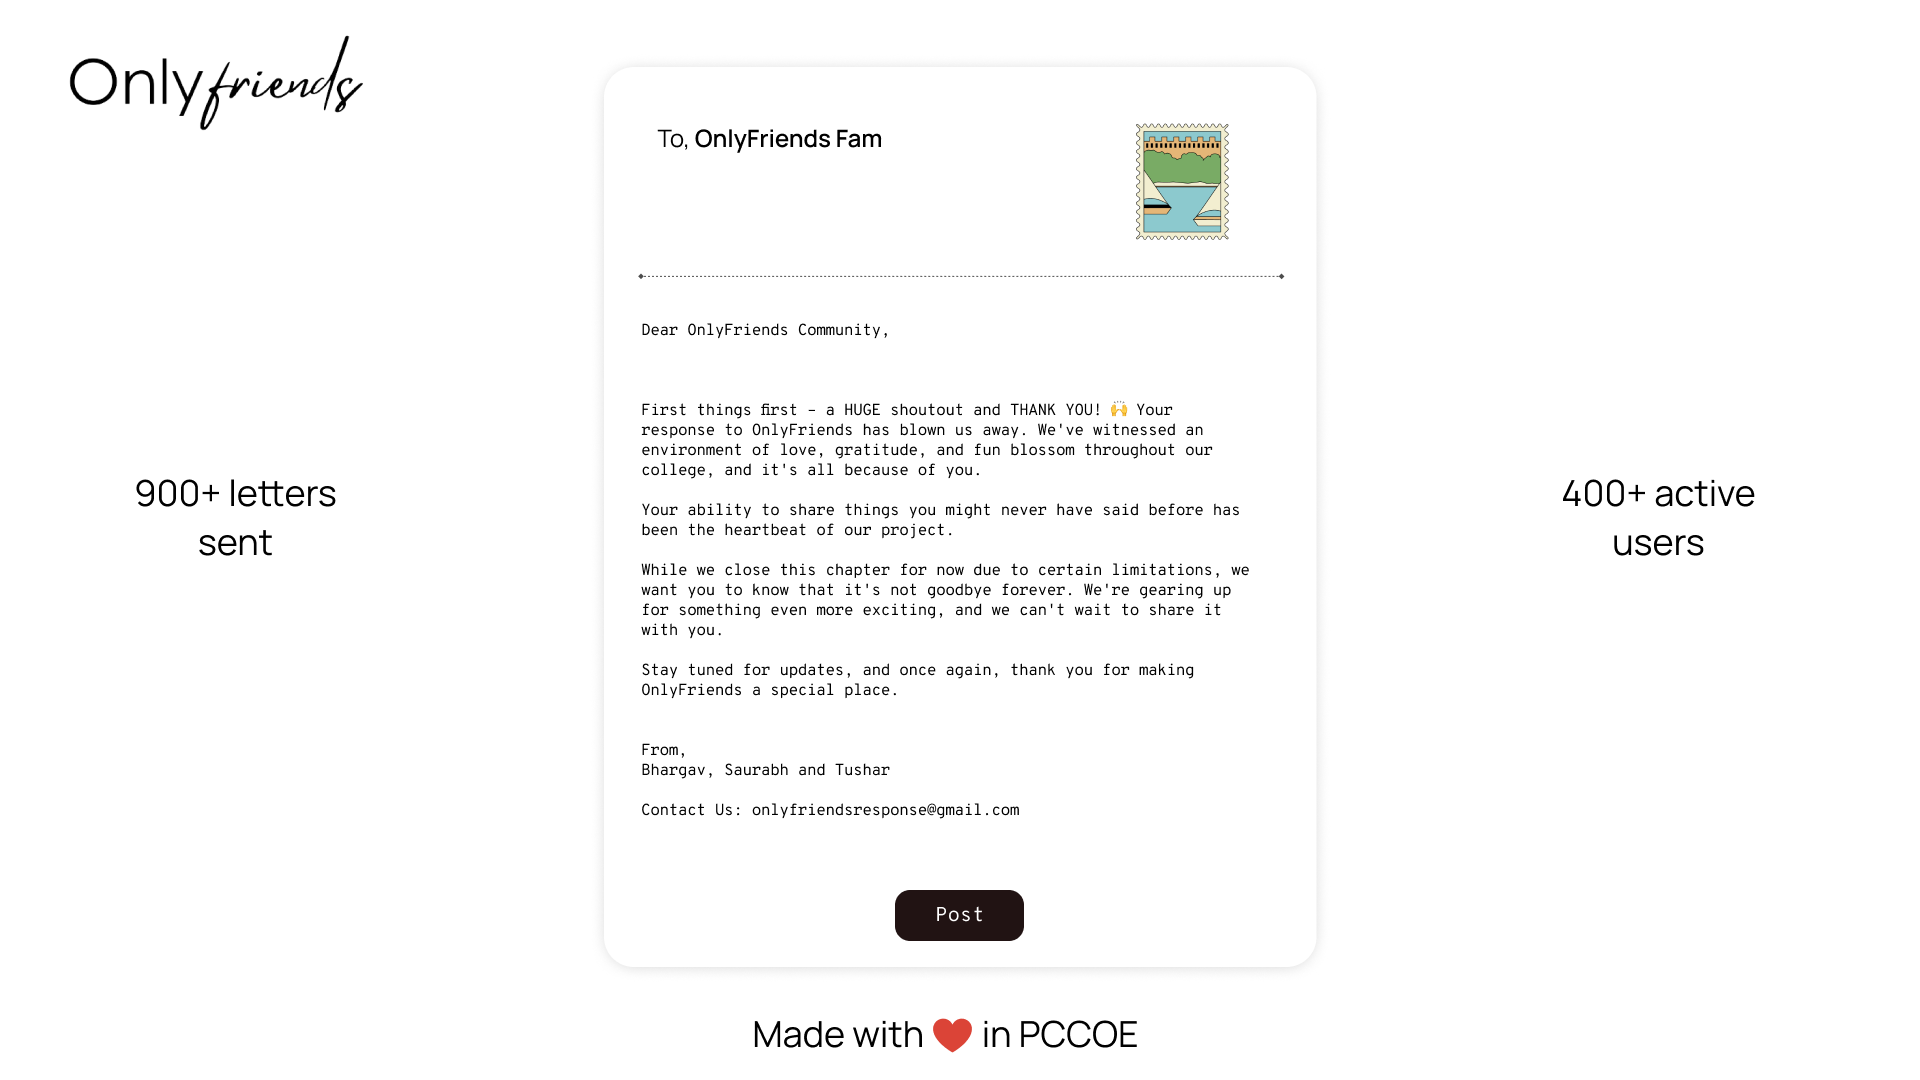 Onlyfriends
To, OnlyFriends Fam
Dear OnlyFriends Community,
First things first – a HUGE shoutout and THANK YOU! 🙌 Your
response to OnlyFriends has blown us away. We've witnessed an
environment of love, gratitude, and fun blossom throughout our
college, and it's all because of you.
Your ability to share things you might never have said before has
been the heartbeat of our project.
While we close this chapter for now due to certain limitations, we
want you to know that it's not goodbye forever. We're gearing up
for something even more exciting, and we can't wait to share it
with you.
Stay tuned for updates, and once again, thank you for making
OnlyFriends a special place.
From,
Bhargav, Saurabh and Tushar
Contact Us: onlyfriendsresponse@gmail.com
Post
900+ letters
sent
400+ active
users
Made with ❤️ in PCCOE